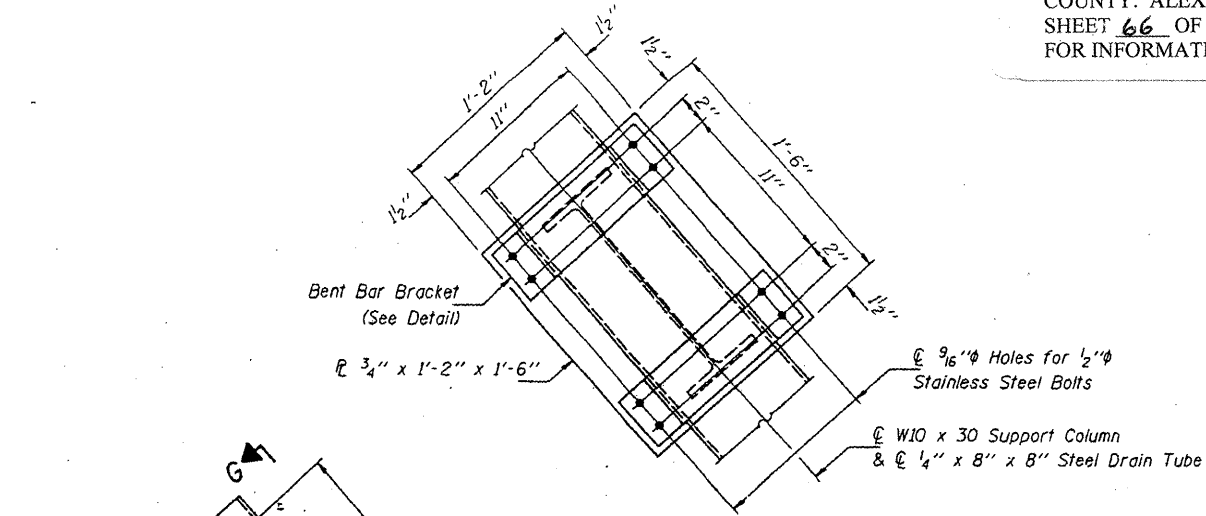 COUNTY: ALEX
SHEET 66 OF
FOR INFORMATI
1'-2"
11"
1½"
1½"
1½"
2"
1'-6"
11"
2"
1½"
Bent Bar Bracket
(See Detail)
℄ 9/16"φ Holes for ½"φ
Stainless Steel Bolts
℄ W10 x 30 Support Column
& ℄ ¼" x 8" x 8" Steel Drain Tube
PL ¾" x 1'-2" x 1'-6"
G